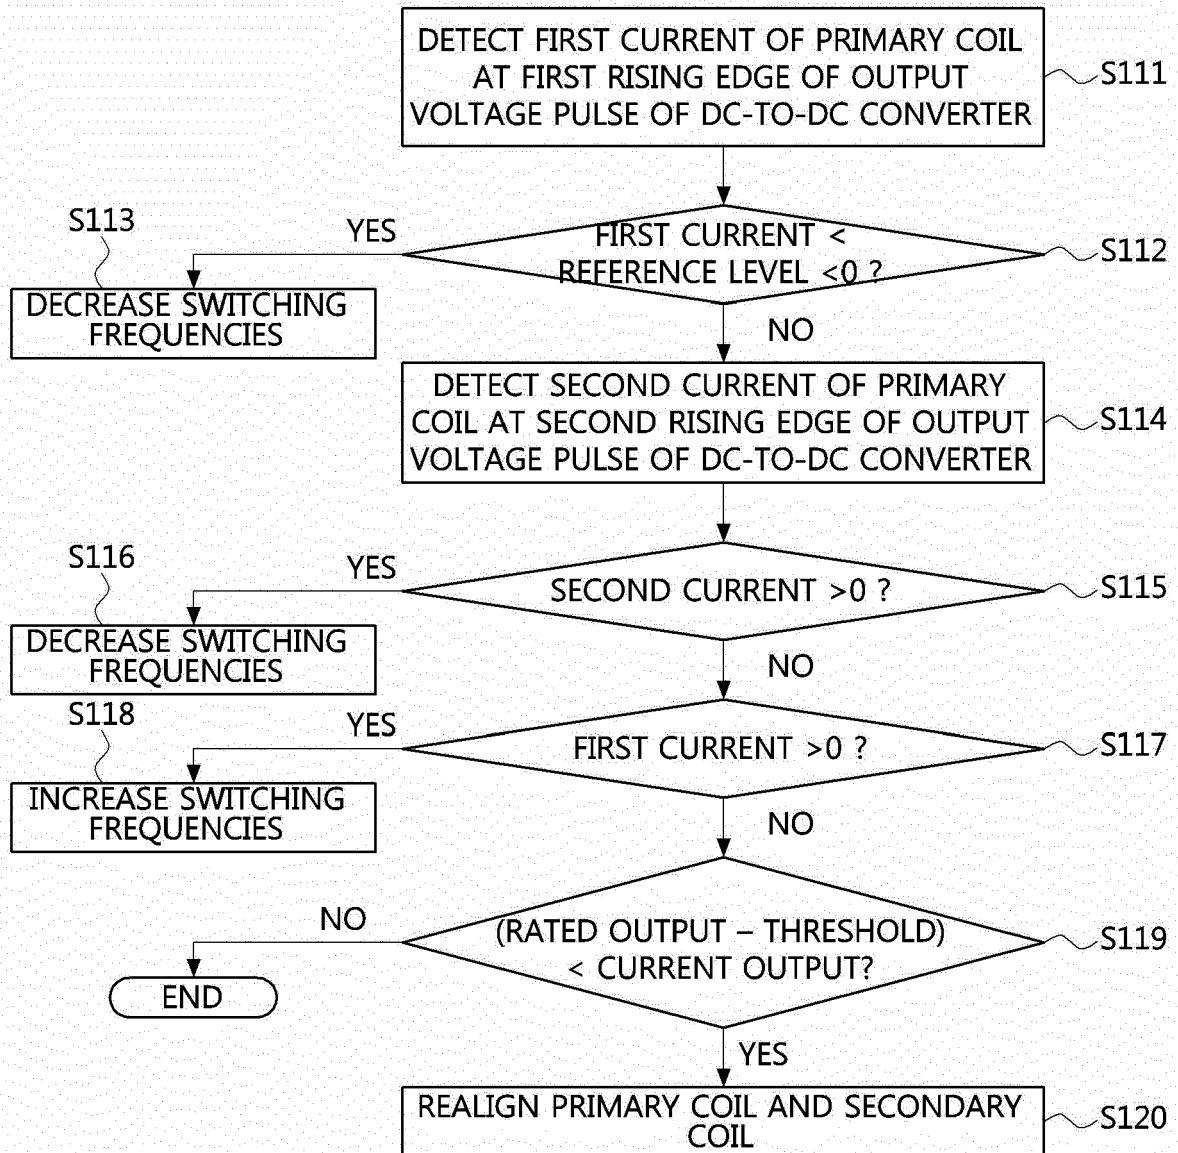 DETECT FIRST CURRENT OF PRIMARY COIL
AT FIRST RISING EDGE OF OUTPUT
VOLTAGE PULSE OF DC-TO-DC CONVERTER
S111
S113
YES
FIRST CURRENT <
REFERENCE LEVEL <0 ?
S112
DECREASE SWITCHING
FREQUENCIES
NO
DETECT SECOND CURRENT OF PRIMARY
COIL AT SECOND RISING EDGE OF OUTPUT
VOLTAGE PULSE OF DC-TO-DC CONVERTER
S114
S116
YES
SECOND CURRENT >0 ?
S115
DECREASE SWITCHING
FREQUENCIES
NO
S118
YES
FIRST CURRENT >0 ?
S117
INCREASE SWITCHING
FREQUENCIES
NO
NO
(RATED OUTPUT – THRESHOLD)
< CURRENT OUTPUT?
S119
END
YES
REALIGN PRIMARY COIL AND SECONDARY
COIL
S120